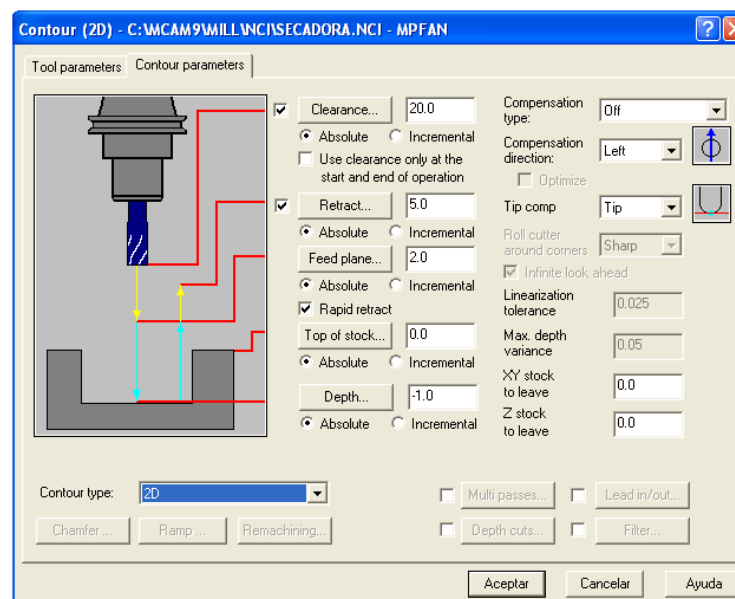 Contour (2D) - C:\MCAM9\MILL\NCI\SECADORA.NCI - MPFAN
Tool parameters
Contour parameters
Clearance...
20.0
Absolute
Incremental
Use clearance only at the
start and end of operation
Retract...
5.0
Absolute
Incremental
Feed plane...
2.0
Absolute
Incremental
Rapid retract
Top of stock...
0.0
Absolute
Incremental
Depth...
-1.0
Absolute
Incremental
Compensation
type:
Off
Compensation
direction:
Left
Optimize
Tip comp
Tip
Roll cutter
around corners
Sharp
Infinite look ahead
Linearization
tolerance
0.025
Max. depth
variance
0.05
XY stock
to leave
0.0
Z stock
to leave
0.0
Contour type:
2D
Multi passes...
Lead in/out...
Chamfer ...
Ramp ...
Remachining...
Depth cuts...
Filter...
Aceptar
Cancelar
Ayuda